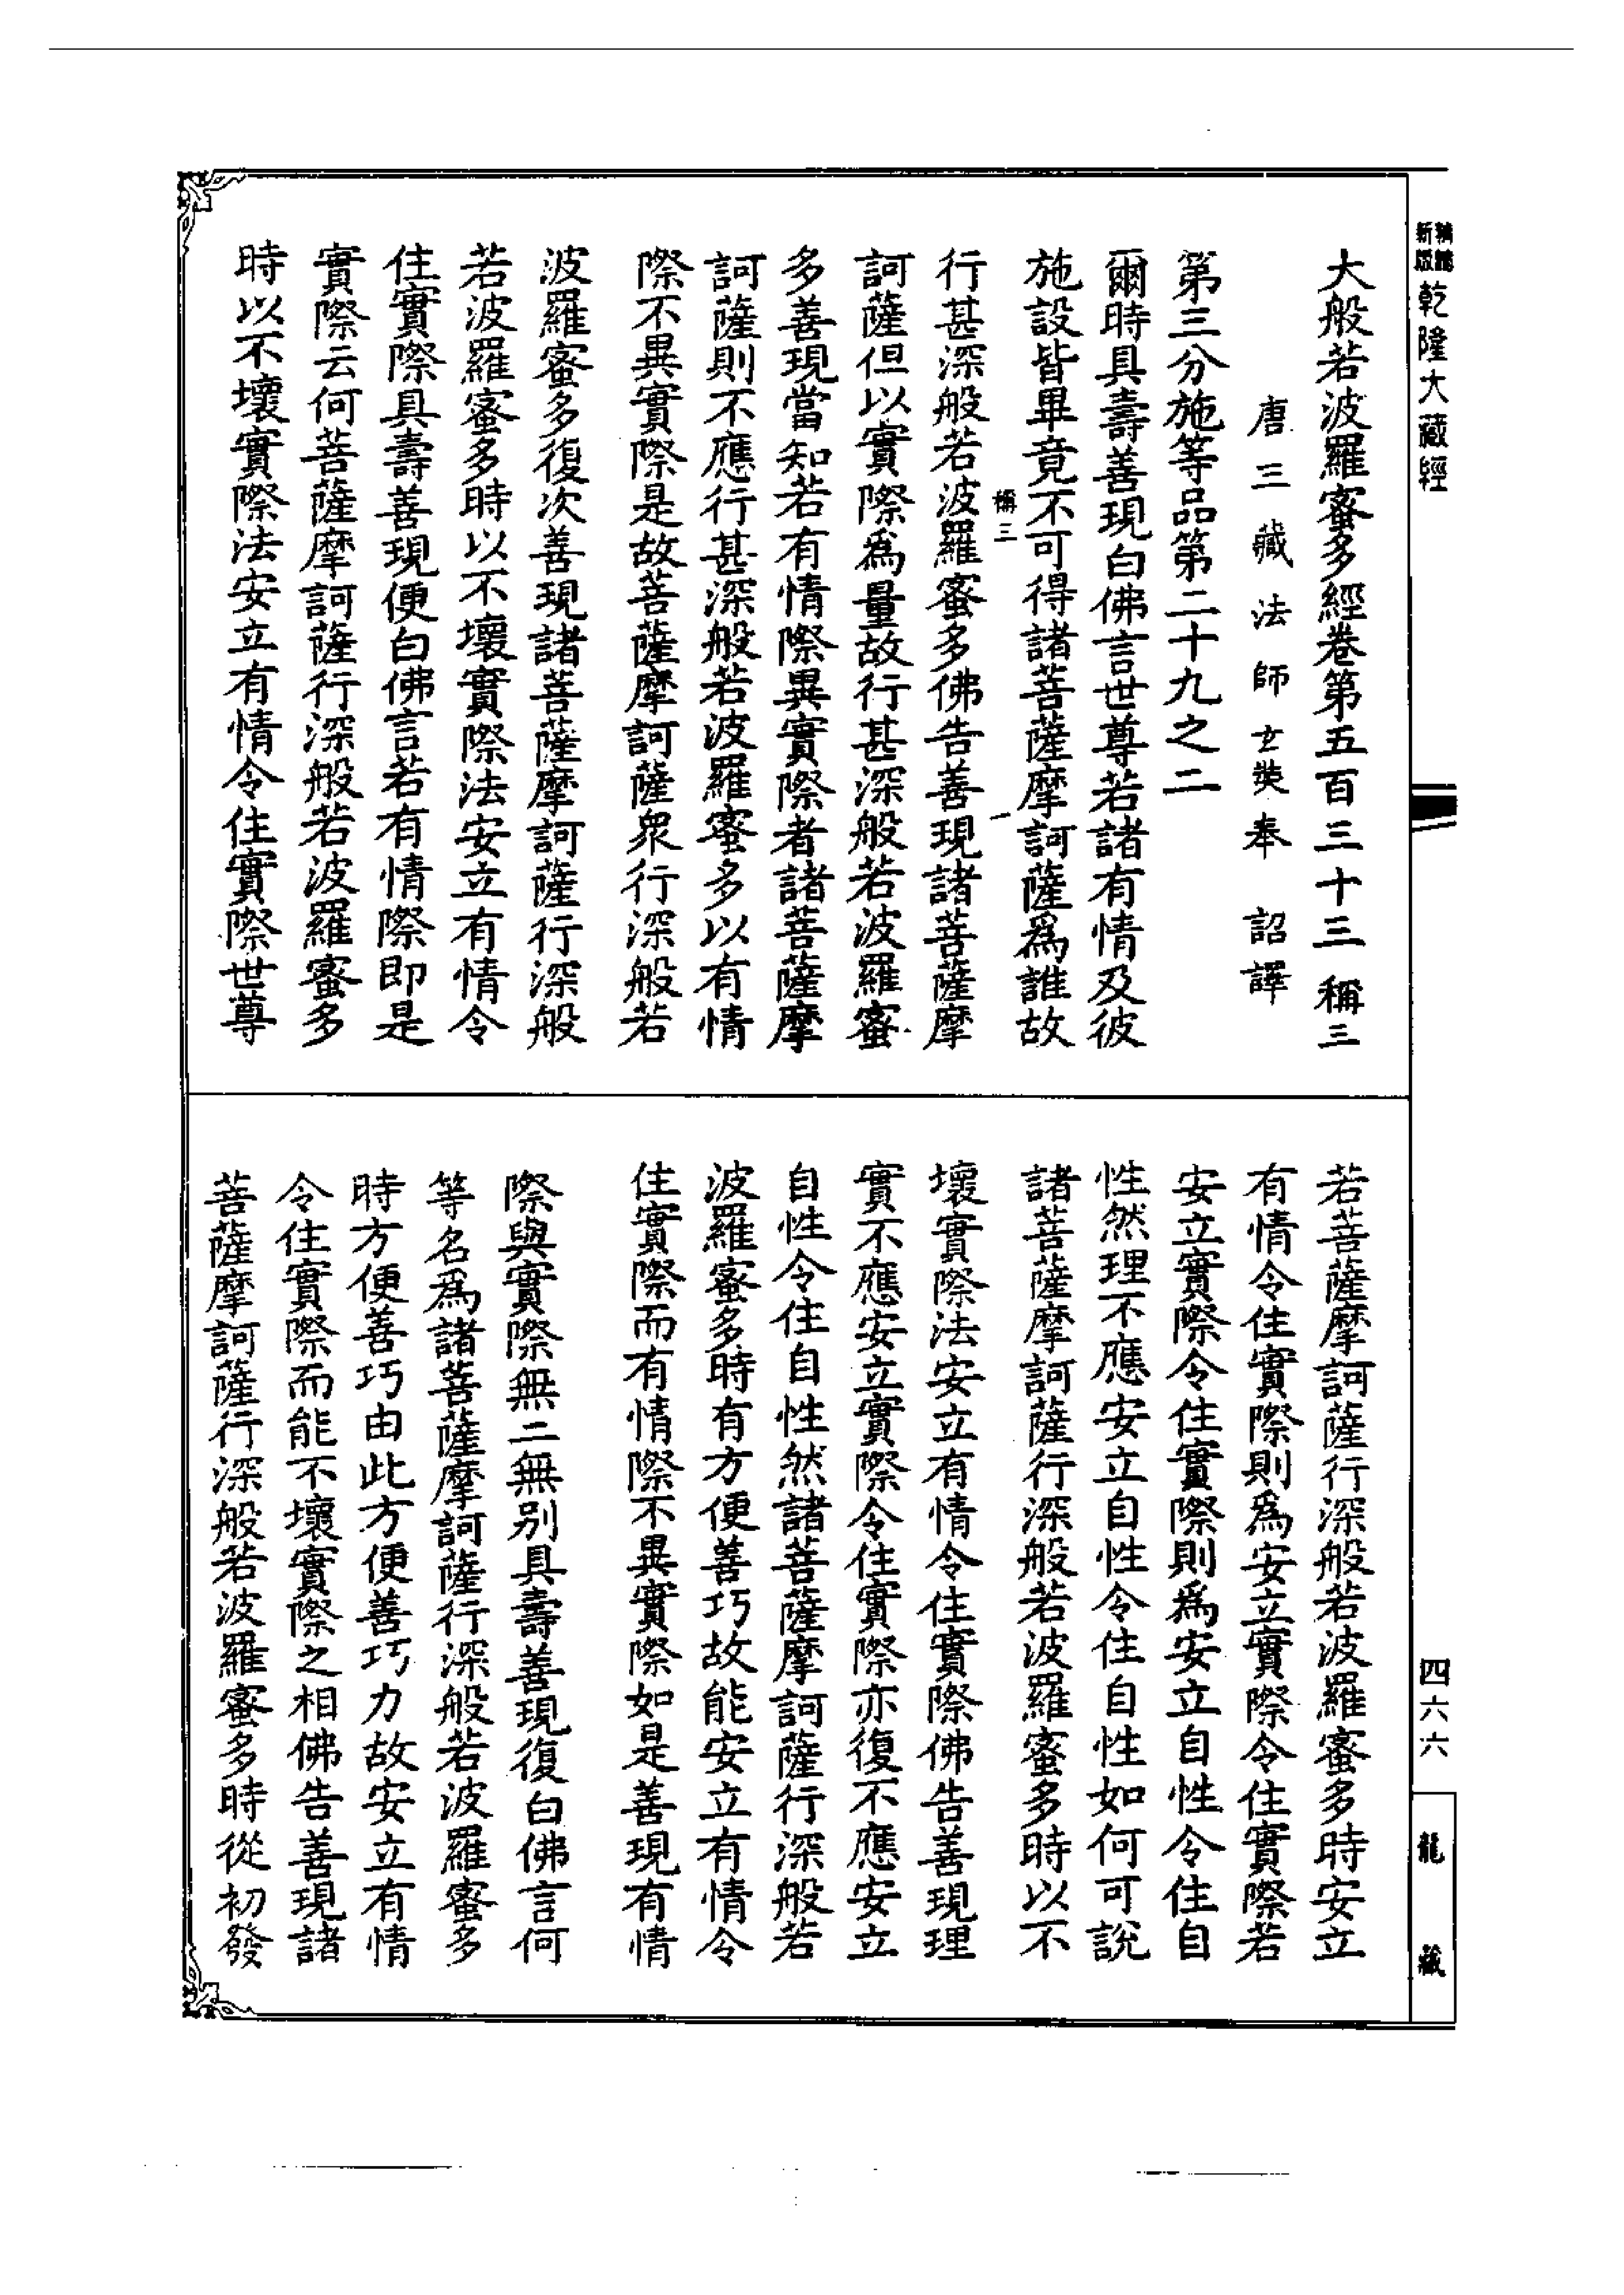 乾隆大藏經
大般若波羅蜜多經卷第五百三十三 稱三
唐三藏法師玄奘奉 詔譯
第三分施等品第二十九之二
爾時具壽善現白佛言世尊若諸有情及彼
施設皆畢竟不可得諸菩薩摩訶薩爲誰故
稱三 一
行甚深般若波羅蜜多佛告善現諸菩薩摩
訶薩但以實際爲量故行甚深般若波羅蜜
多善現當知若有情際異實際者諸菩薩摩
訶薩則不應行甚深般若波羅蜜多以有情
際不異實際是故菩薩摩訶薩衆行深般若
波羅蜜多復次善現諸菩薩摩訶薩行深般
若波羅蜜多時以不壞實際法安立有情令
住實際具壽善現便白佛言若有情際即是
實際云何菩薩摩訶薩行深般若波羅蜜多
時以不壞實際法安立有情令住實際世尊
若菩薩摩訶薩行深般若波羅蜜多時安立
有情令住實際則爲安立實際令住實際若
安立實際令住實際則爲安立自性令住自
性然理不應安立自性令住自性如何可說
諸菩薩摩訶薩行深般若波羅蜜多時以不
壞實際法安立有情令住實際佛告善現理
實不應安立實際令住實際亦復不應安立
自性令住自性然諸菩薩摩訶薩行深般若
波羅蜜多時有方便善巧故能安立有情令
住實際而有情際不異實際如是善現有情
際與實際無二無別具壽善現復白佛言何
等名爲諸菩薩摩訶薩行深般若波羅蜜多
時方便善巧由此方便善巧力故安立有情
令住實際而能不壞實際之相佛告善現諸
菩薩摩訶薩行深般若波羅蜜多時從初發
四六六
龍藏